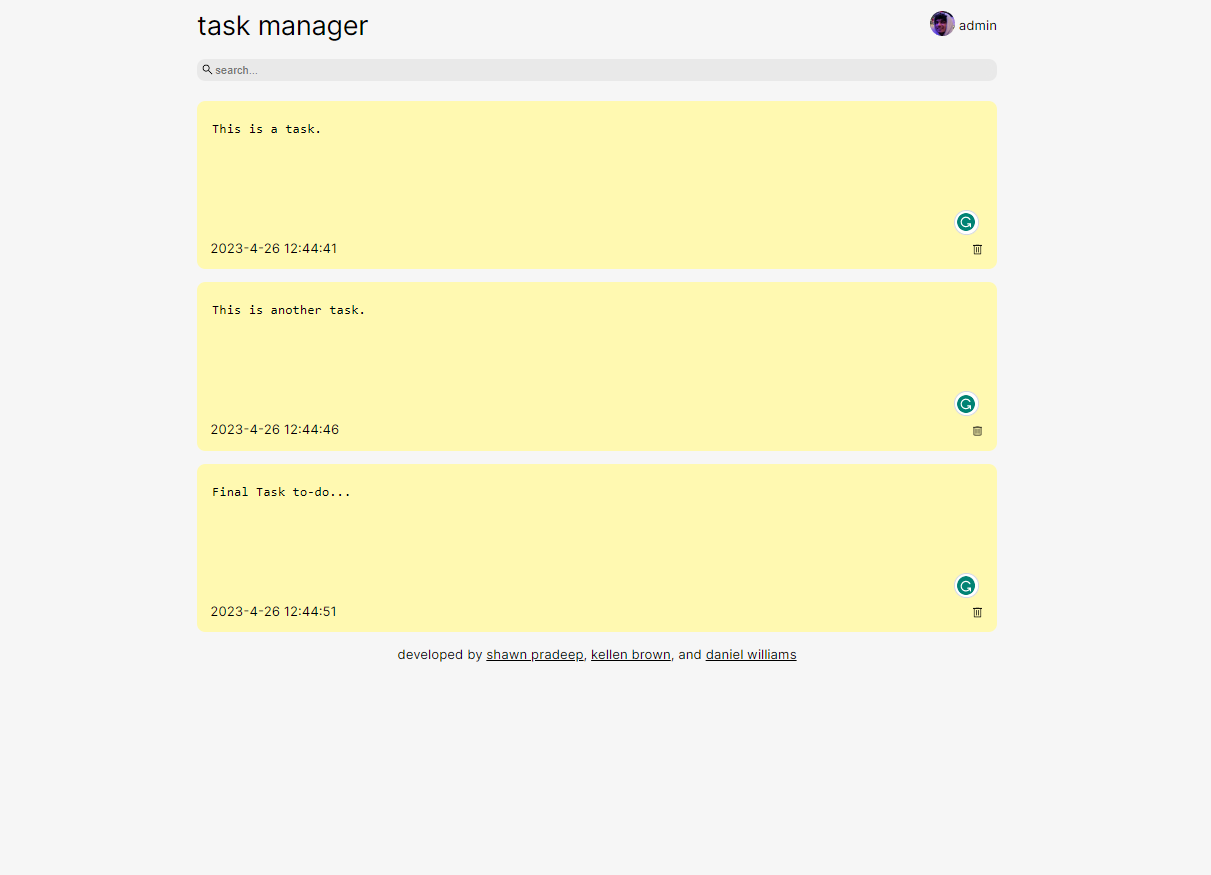 task manager
admin
search...
This is a task.
2023-4-26 12:44:41
This is another task.
2023-4-26 12:44:46
Final Task to-do...
2023-4-26 12:44:51
developed by shawn pradeep, kellen brown, and daniel williams